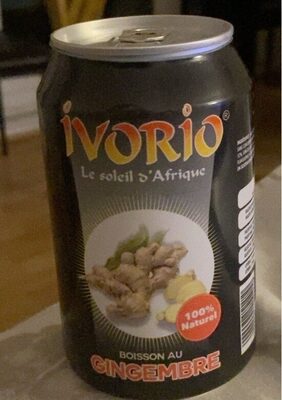 iVORIO®
Le soleil d'Afrique
100%
Naturel
BOISSON AU
GINGEMBRE